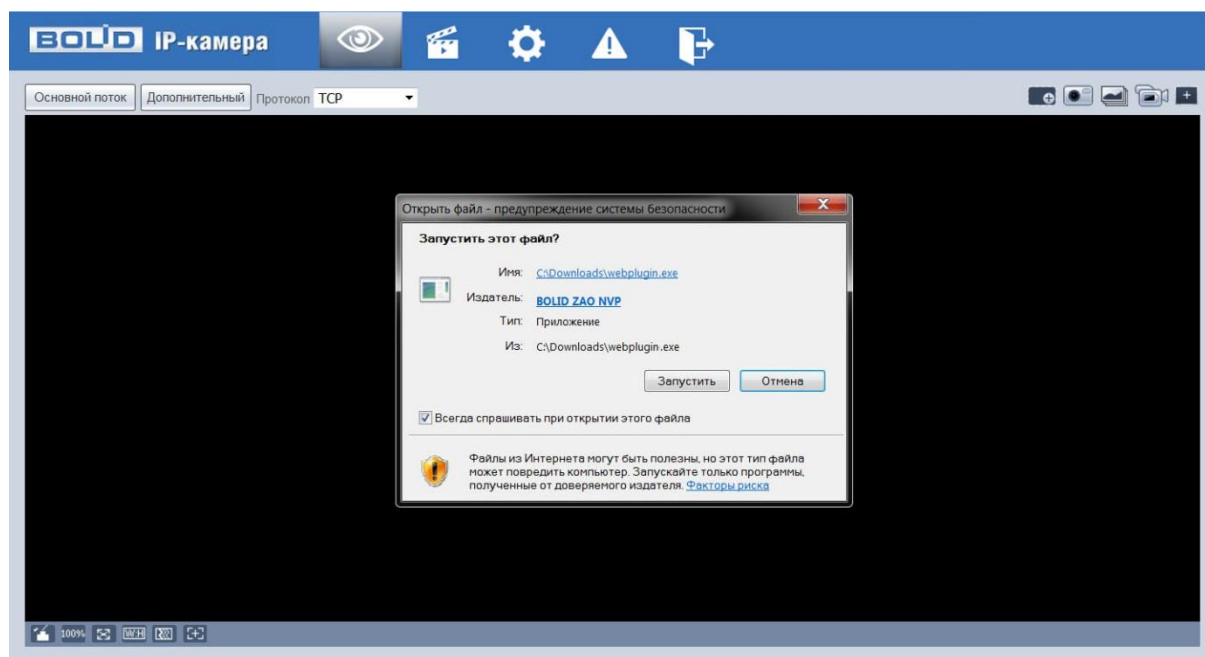 BOLID IP-камера
Основной поток Дополнительный Протокол TCP
Открыть файл - предупреждение системы безопасности
Запустить этот файл?
Имя: C:\Downloads\webplugin.exe
Издатель: BOLID ZAO NVP
Тип: Приложение
Из: C:\Downloads\webplugin.exe
Запустить Отмена
Всегда спрашивать при открытии этого файла
Файлы из Интернета могут быть полезны, но этот тип файла
может повредить компьютер. Запускайте только программы,
полученные от доверяемого издателя. Факторы риска
100% W:H